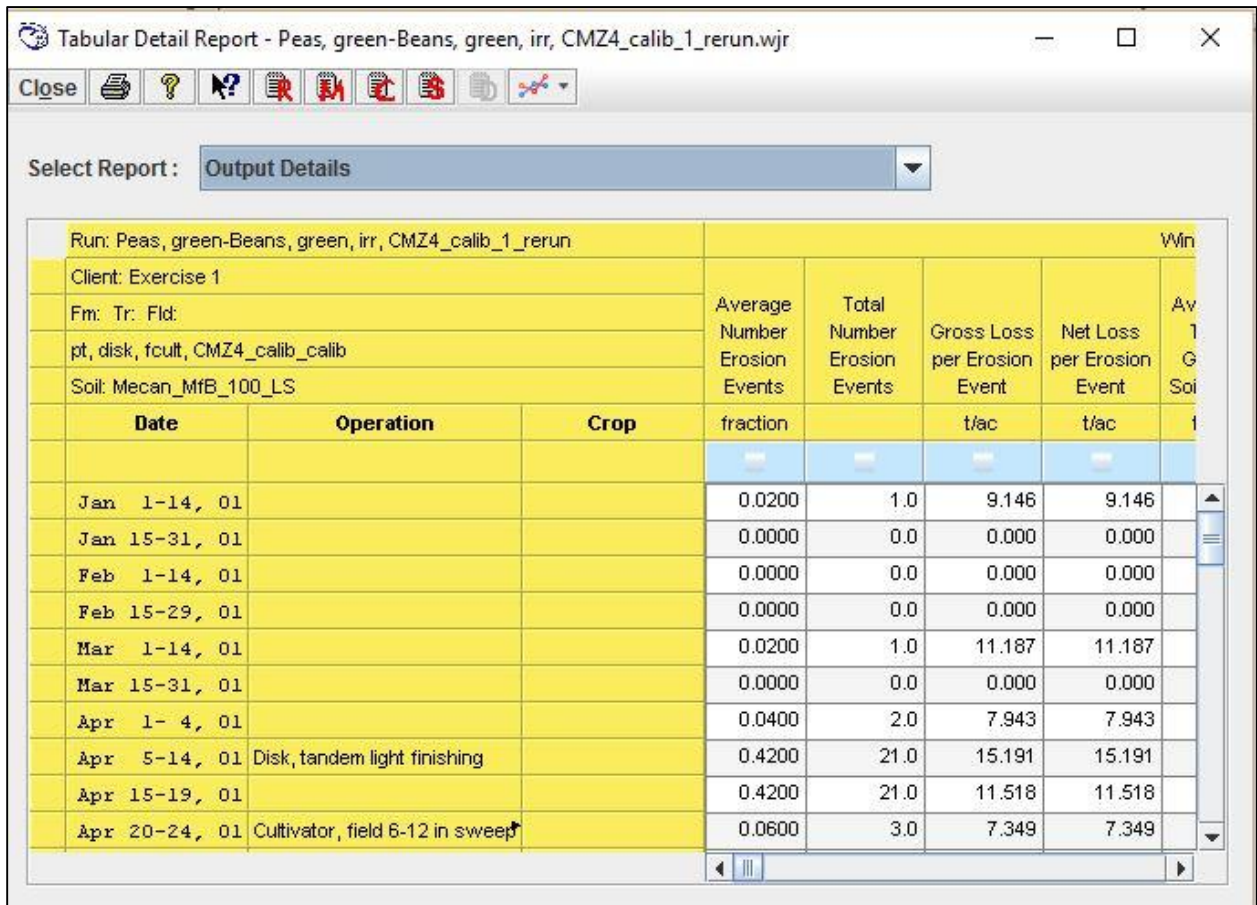 Tabular Detail Report - Peas, green-Beans, green, irr, CMZ4_calib_1_rerun.wjr
Close
Select Report : Output Details
Run: Peas, green-Beans, green, irr, CMZ4_calib_1_rerun Win
Client: Exercise 1
Fm: Tr: Fld:
pt, disk, fcult, CMZ4_calib_calib
Soil: Mecan_MfB_100_LS
Average Number Erosion Events
Total Number Erosion Events
Gross Loss per Erosion Event
Net Loss per Erosion Event
Date Operation Crop fraction t/ac t/ac
Jan 1-14, 01 0.0200 1.0 9.146 9.146
Jan 15-31, 01 0.0000 0.0 0.000 0.000
Feb 1-14, 01 0.0000 0.0 0.000 0.000
Feb 15-29, 01 0.0000 0.0 0.000 0.000
Mar 1-14, 01 0.0200 1.0 11.187 11.187
Mar 15-31, 01 0.0000 0.0 0.000 0.000
Apr 1- 4, 01 0.0400 2.0 7.943 7.943
Apr 5-14, 01 Disk, tandem light finishing 0.4200 21.0 15.191 15.191
Apr 15-19, 01 0.4200 21.0 11.518 11.518
Apr 20-24, 01 Cultivator, field 6-12 in sweep 0.0600 3.0 7.349 7.349